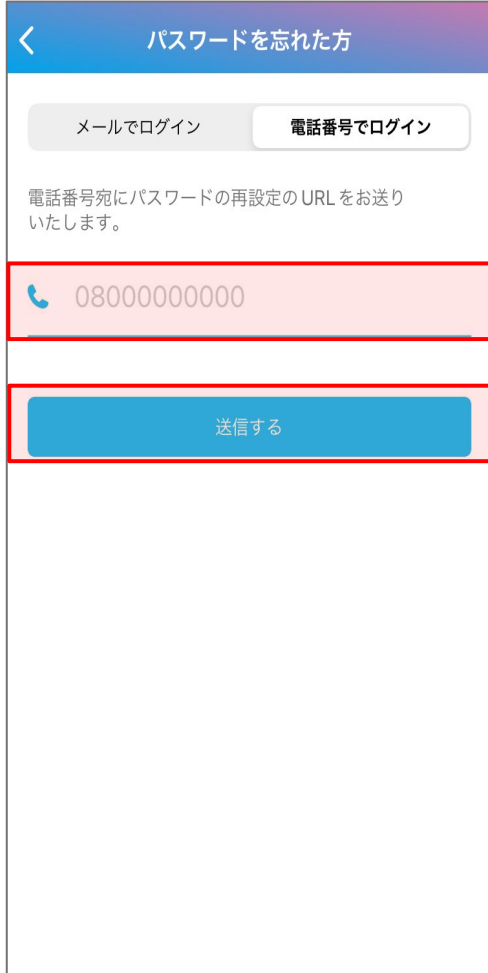 パスワードを忘れた方
メールでログイン 電話番号でログイン
電話番号宛にパスワードの再設定のURLをお送り
いたします。
08000000000
送信する